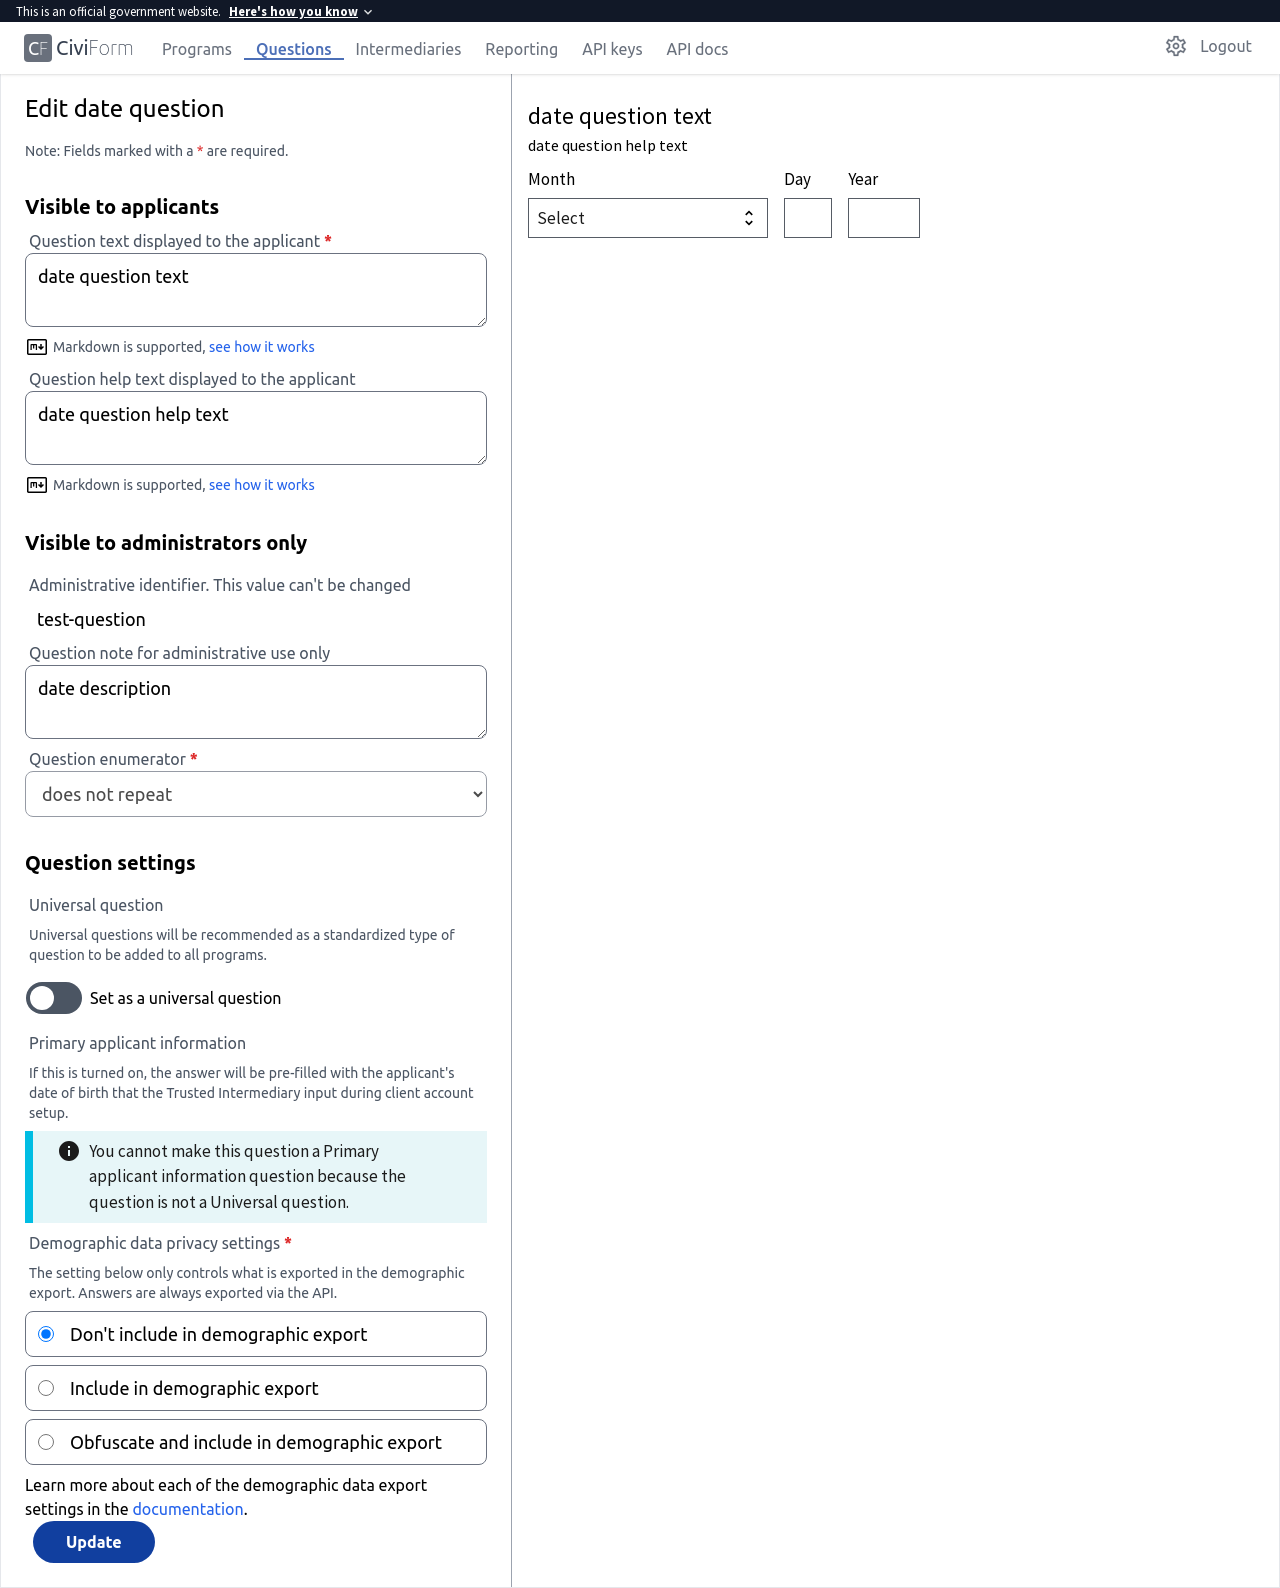 This is an official government website. Here's how you know
CF CiviForm Programs Questions Intermediaries Reporting API keys API docs Logout
Edit date question
Note: Fields marked with a * are required.
Visible to applicants
Question text displayed to the applicant *
date question text
Markdown is supported, see how it works
Question help text displayed to the applicant
date question help text
Markdown is supported, see how it works
Visible to administrators only
Administrative identifier. This value can't be changed
test-question
Question note for administrative use only
date description
Question enumerator *
does not repeat
Question settings
Universal question
Universal questions will be recommended as a standardized type of
question to be added to all programs.
Set as a universal question
Primary applicant information
If this is turned on, the answer will be pre-filled with the applicant's
date of birth that the Trusted Intermediary input during client account
setup.
You cannot make this question a Primary
applicant information question because the
question is not a Universal question.
Demographic data privacy settings *
The setting below only controls what is exported in the demographic
export. Answers are always exported via the API.
Don't include in demographic export
Include in demographic export
Obfuscate and include in demographic export
Learn more about each of the demographic data export
settings in the documentation.
Update
date question text
date question help text
Month Day Year
Select